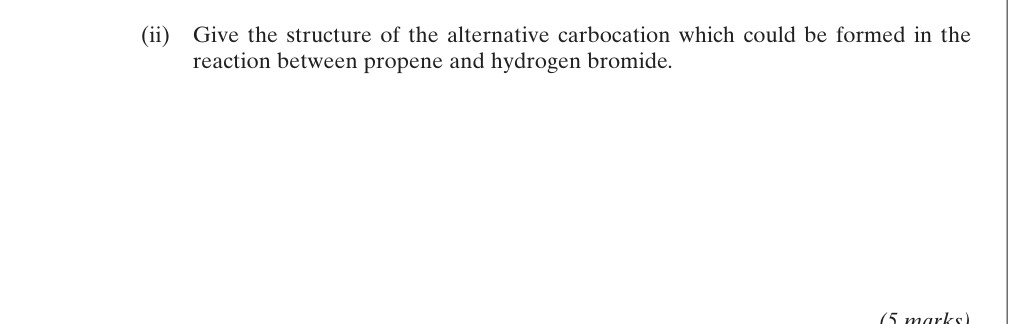 (ii) Give the structure of the alternative carbocation which could be formed in the
reaction between propene and hydrogen bromide.
(5 marks)